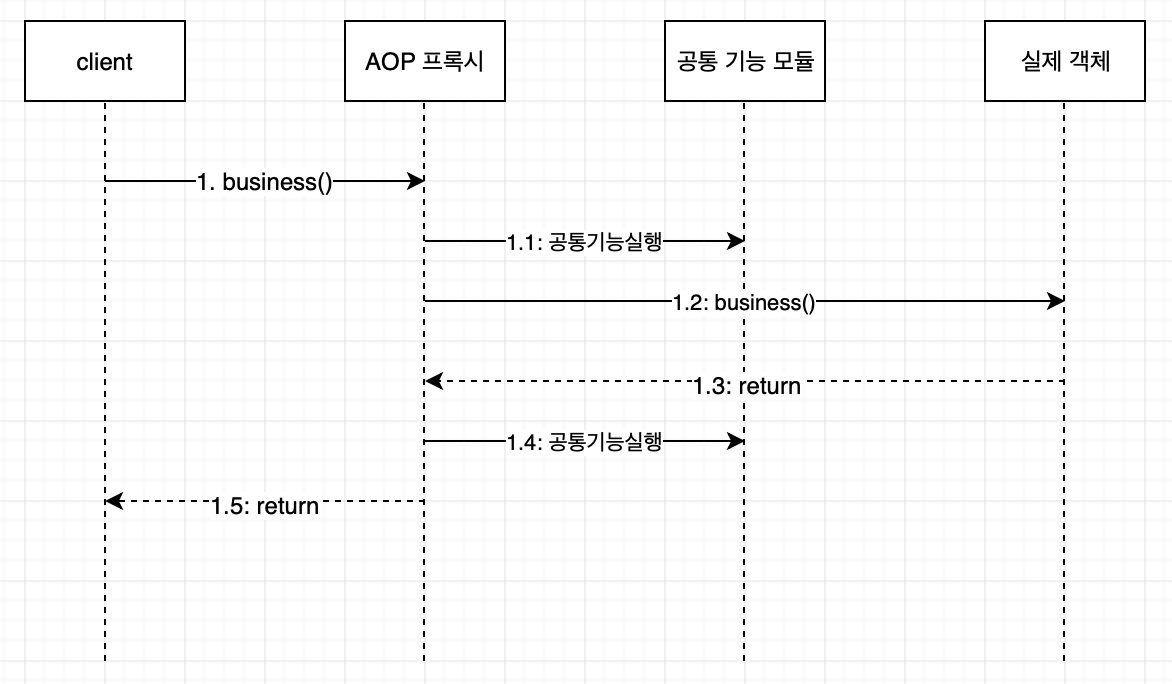 client
AOP 프록시
공통 기능 모듈
실제 객체
1. business()
1.1: 공통기능실행
1.2: business()
1.3: return
1.4: 공통기능실행
1.5: return